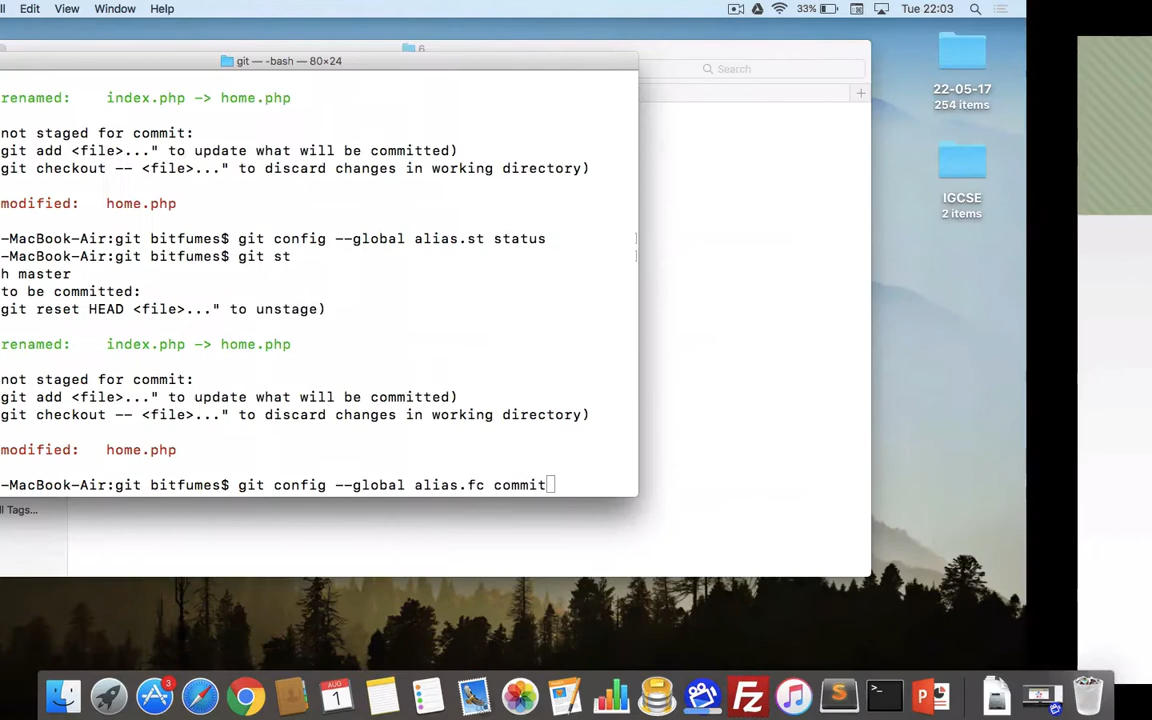 Edit View Window Help 33% Tue 22:03
6
git — -bash — 80×24
Search
22-05-17
254 items
IGCSE
2 items
renamed: index.php -> home.php
not staged for commit:
git add <file>..." to update what will be committed)
git checkout -- <file>..." to discard changes in working directory)
modified: home.php
-MacBook-Air:git bitfumes$ git config --global alias.st status
-MacBook-Air:git bitfumes$ git st
h master
to be committed:
git reset HEAD <file>..." to unstage)
renamed: index.php -> home.php
not staged for commit:
git add <file>..." to update what will be committed)
git checkout -- <file>..." to discard changes in working directory)
modified: home.php
-MacBook-Air:git bitfumes$ git config --global alias.fc commit
l Tags...
3
AUG
1